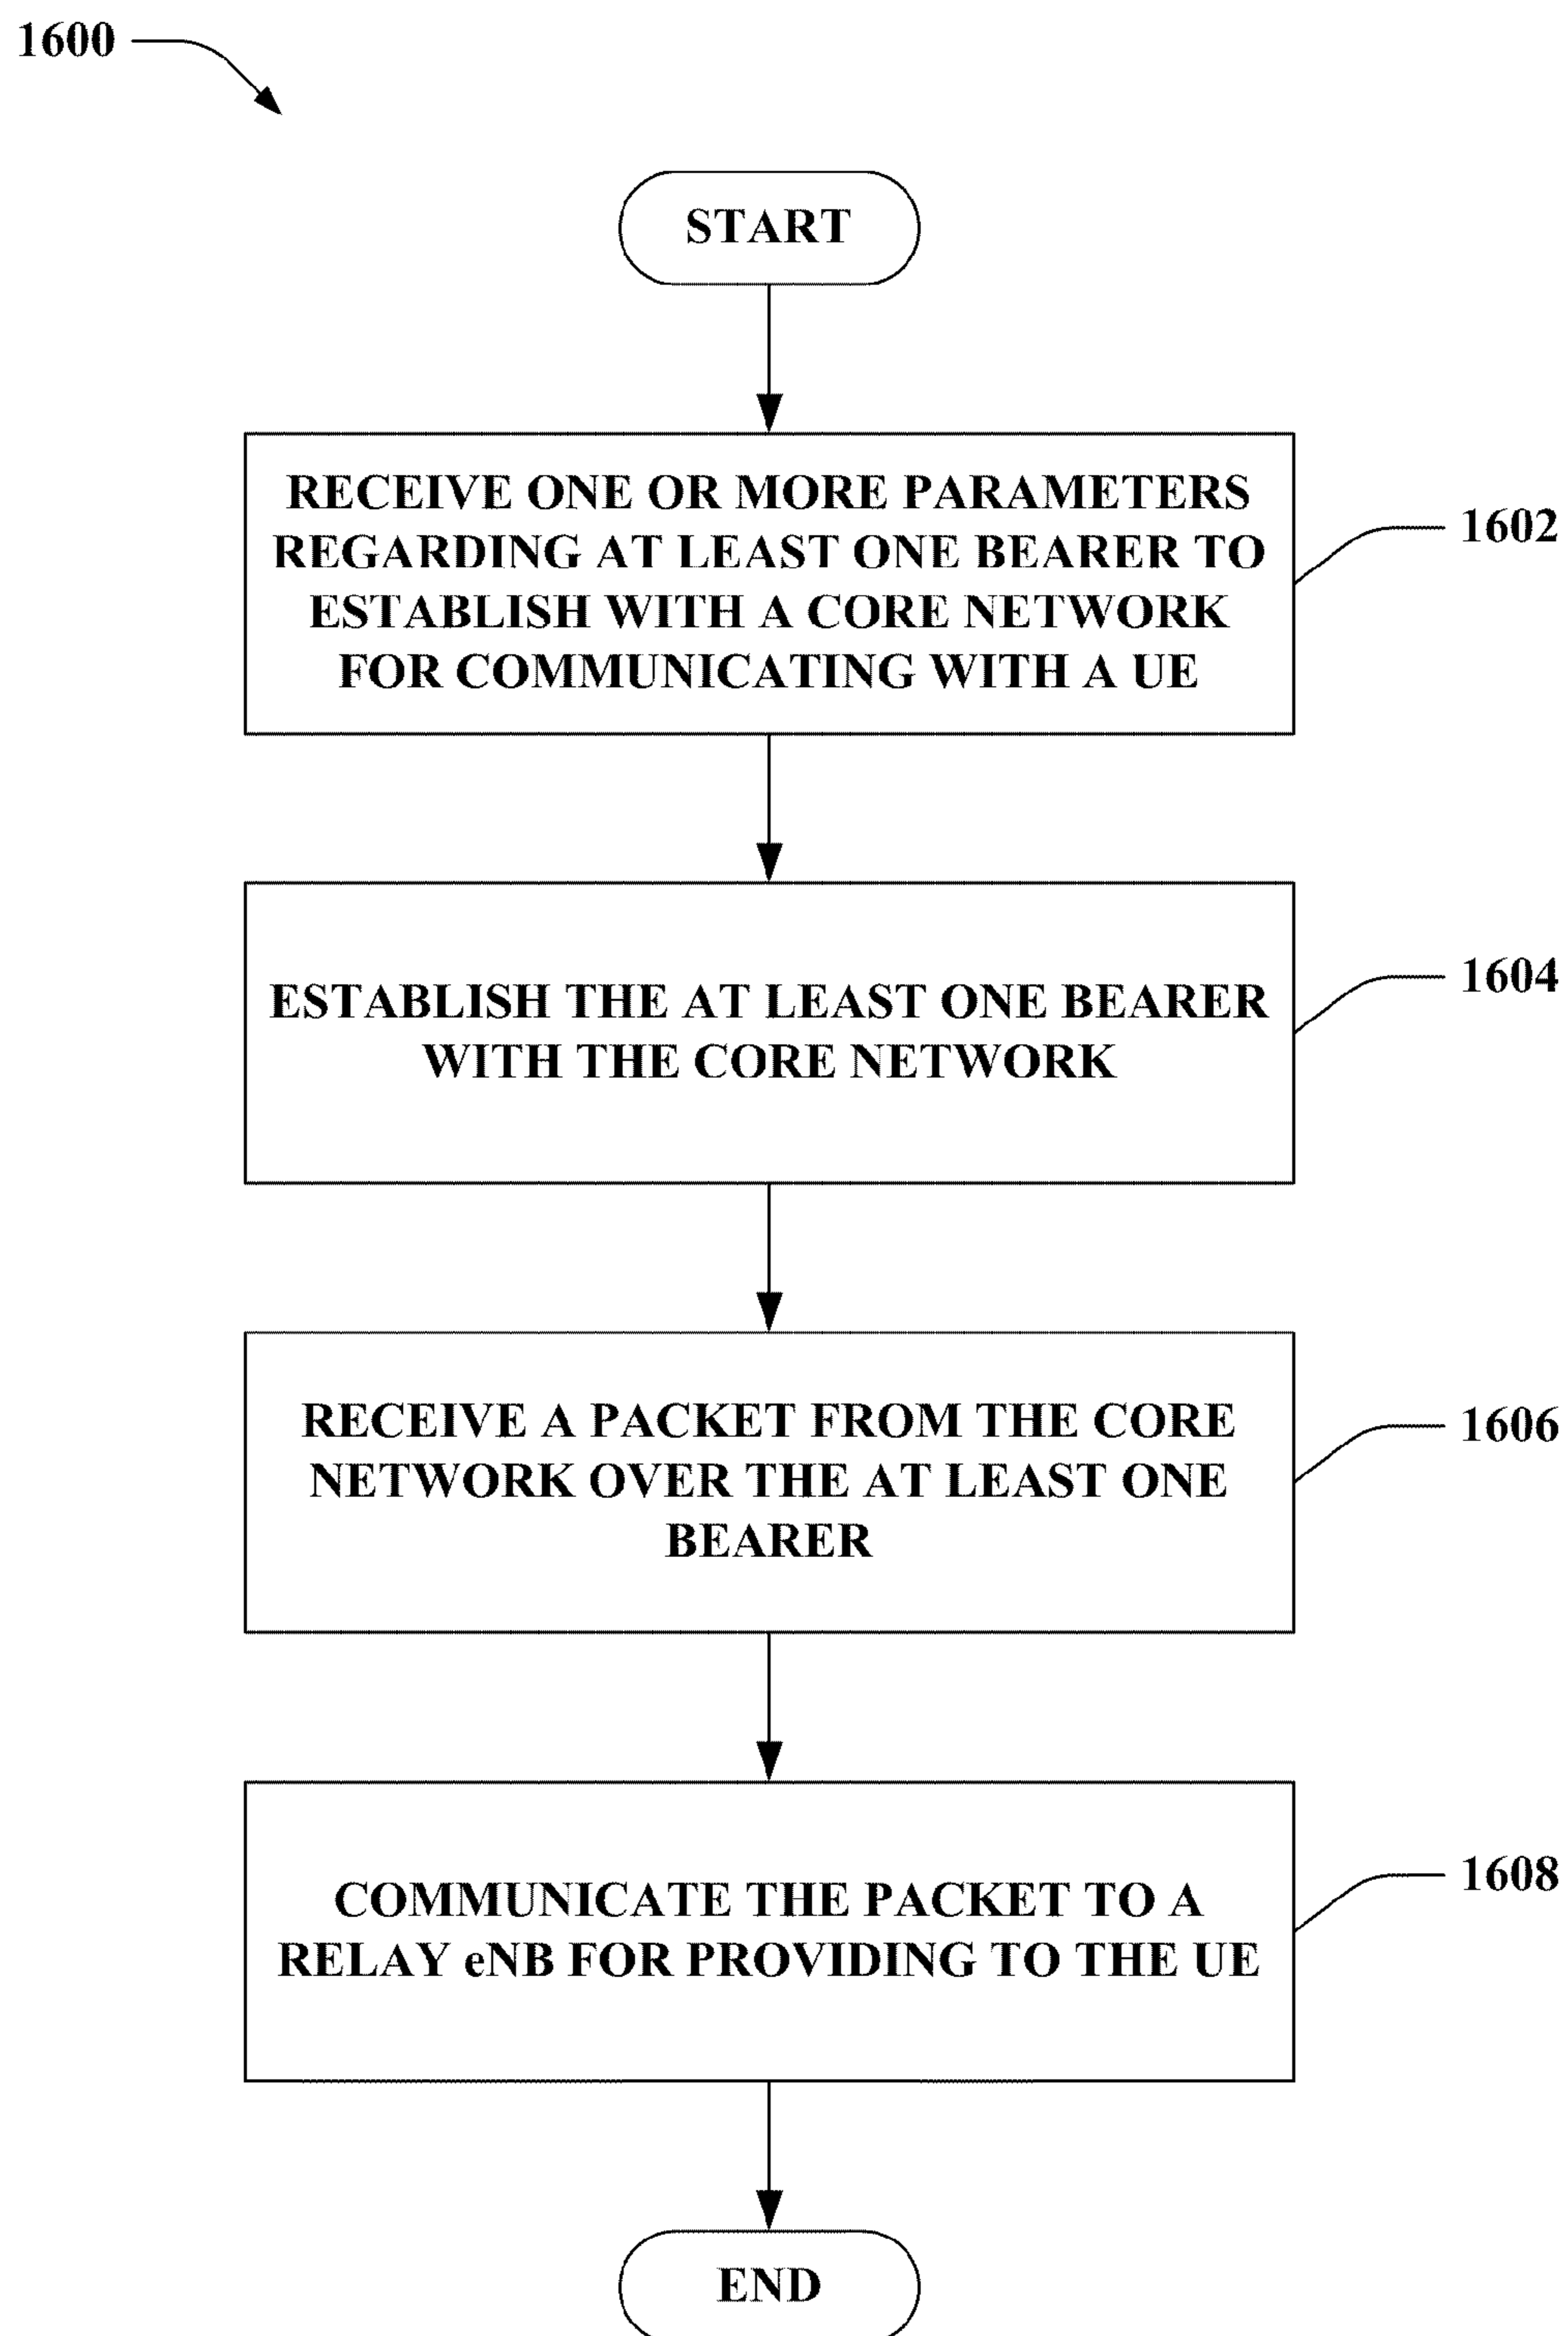 1600
START
RECEIVE ONE OR MORE PARAMETERS
REGARDING AT LEAST ONE BEARER TO
ESTABLISH WITH A CORE NETWORK
FOR COMMUNICATING WITH A UE
1602
ESTABLISH THE AT LEAST ONE BEARER
WITH THE CORE NETWORK
1604
RECEIVE A PACKET FROM THE CORE
NETWORK OVER THE AT LEAST ONE
BEARER
1606
COMMUNICATE THE PACKET TO A
RELAY eNB FOR PROVIDING TO THE UE
1608
END